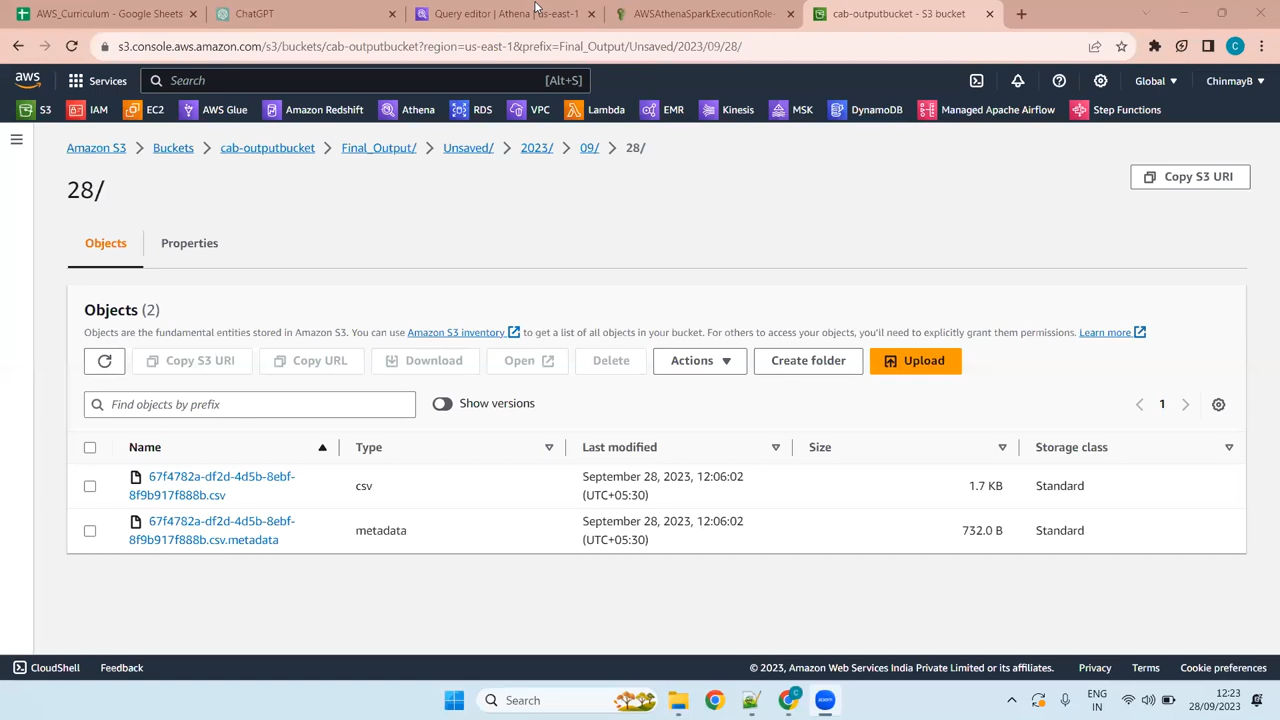 AWS_Curriculum - Google Sheets
ChatGPT
Query editor | Athena | us-east-1
AWSAthenaSparkExecutionRole-
cab-outputbucket - S3 bucket
s3.console.aws.amazon.com/s3/buckets/cab-outputbucket?region=us-east-1&prefix=Final_Output/Unsaved/2023/09/28/
aws
Services
Search
[Alt+S]
Global
ChinmayB
S3
IAM
EC2
AWS Glue
Amazon Redshift
Athena
RDS
VPC
Lambda
EMR
Kinesis
MSK
DynamoDB
Managed Apache Airflow
Step Functions
Amazon S3 > Buckets > cab-outputbucket > Final_Output/ > Unsaved/ > 2023/ > 09/ > 28/
28/
Copy S3 URI
Objects
Properties
Objects (2)
Objects are the fundamental entities stored in Amazon S3. You can use Amazon S3 inventory to get a list of all objects in your bucket. For others to access your objects, you'll need to explicitly grant them permissions. Learn more
Copy S3 URI
Copy URL
Download
Open
Delete
Actions
Create folder
Upload
Find objects by prefix
Show versions
1
Name
Type
Last modified
Size
Storage class
67f4782a-df2d-4d5b-8ebf-
8f9b917f888b.csv
csv
September 28, 2023, 12:06:02
(UTC+05:30)
1.7 KB
Standard
67f4782a-df2d-4d5b-8ebf-
8f9b917f888b.csv.metadata
metadata
September 28, 2023, 12:06:02
(UTC+05:30)
732.0 B
Standard
CloudShell
Feedback
© 2023, Amazon Web Services India Private Limited or its affiliates.
Privacy
Terms
Cookie preferences
Search
zoom
ENG
IN
12:23
28/09/2023